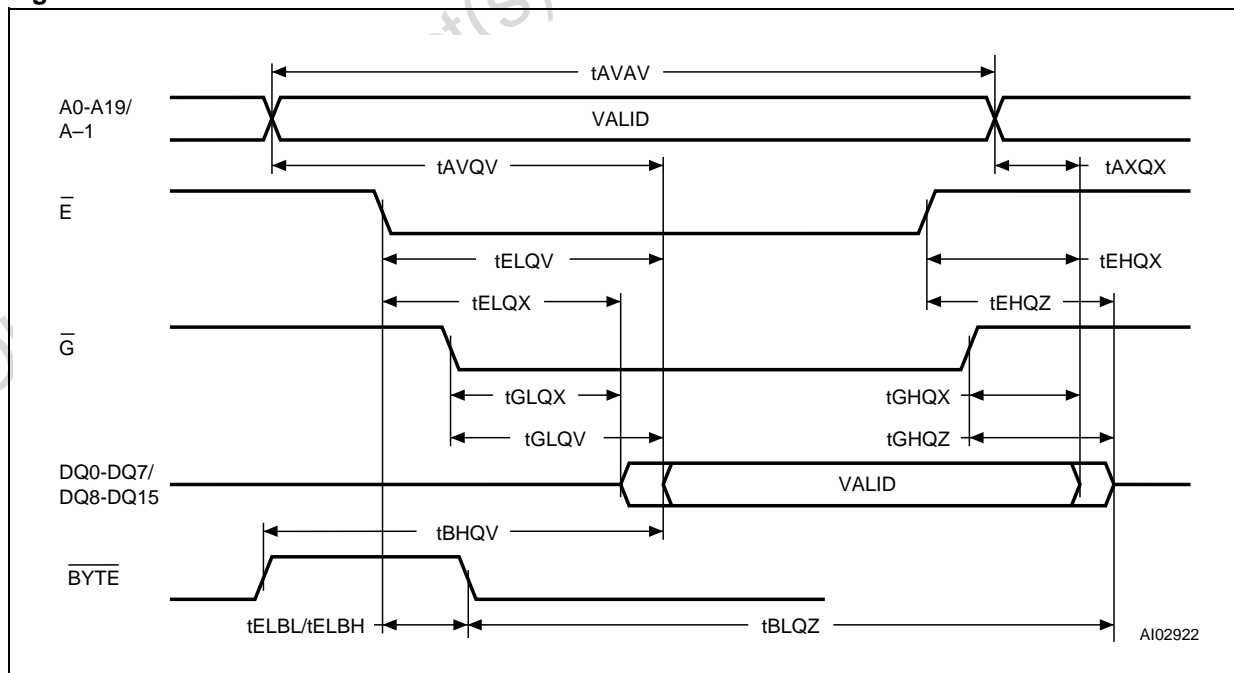 tAVAV
A0-A19/
A–1
VALID
tAVQV
tAXQX
E̅
tELQV
tEHQX
tELQX
tEHQZ
G̅
tGLQX
tGHQX
tGLQV
tGHQZ
DQ0-DQ7/
DQ8-DQ15
VALID
tBHQV
B̅Y̅T̅E̅
tELBL/tELBH
tBLQZ
AI02922